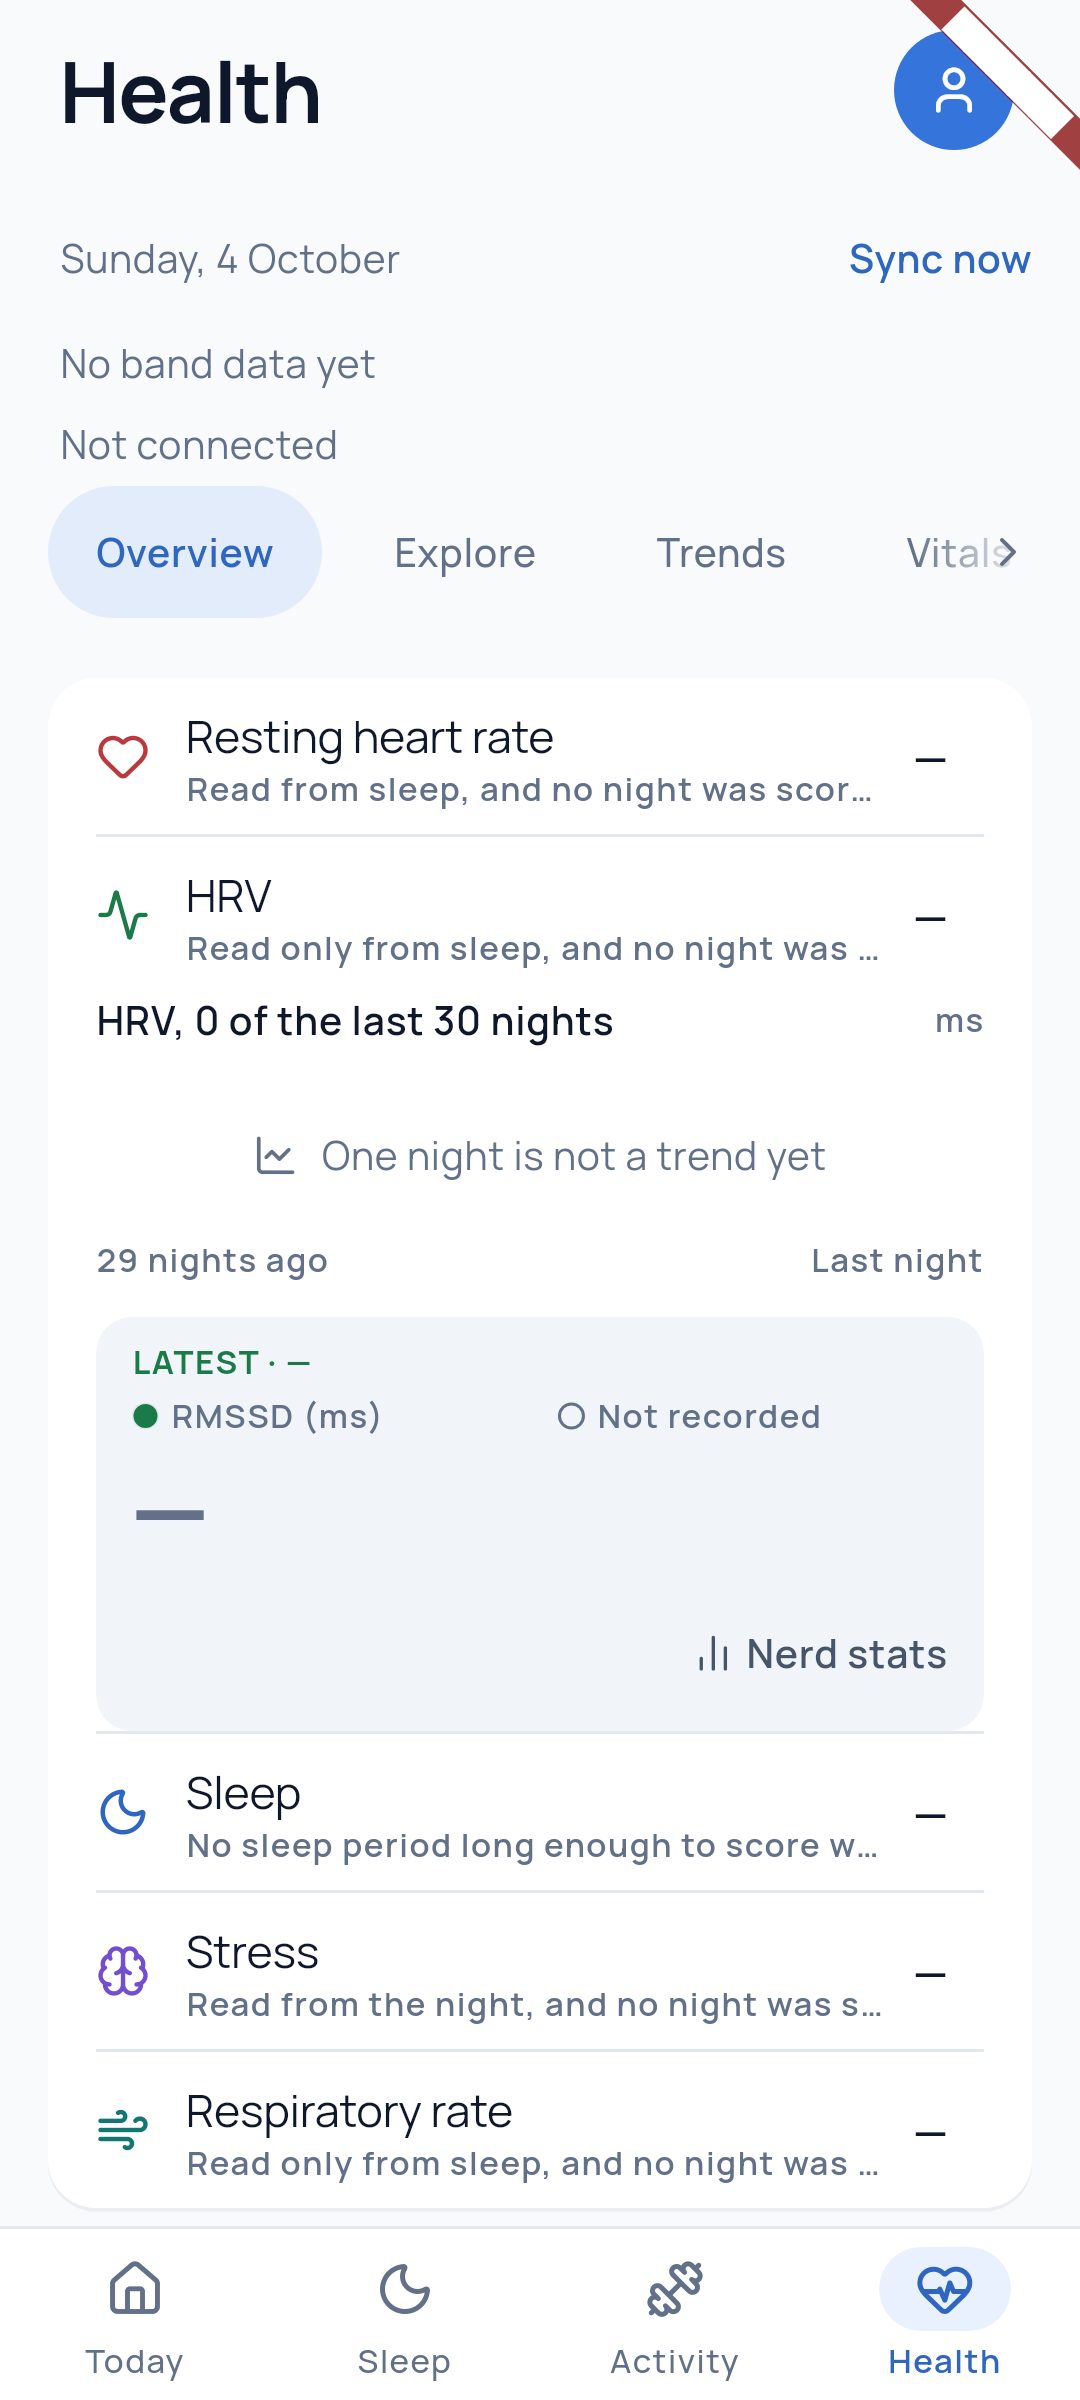 Health
Sunday, 4 October
Sync now
No band data yet
Not connected
Overview
Explore
Trends
Vitals
Resting heart rate
Read from sleep, and no night was scor…
—
HRV
Read only from sleep, and no night was …
—
HRV, 0 of the last 30 nights
ms
One night is not a trend yet
29 nights ago
Last night
LATEST · —
RMSSD (ms)
Not recorded
—
Nerd stats
Sleep
No sleep period long enough to score w…
—
Stress
Read from the night, and no night was s…
—
Respiratory rate
Read only from sleep, and no night was …
—
Today
Sleep
Activity
Health